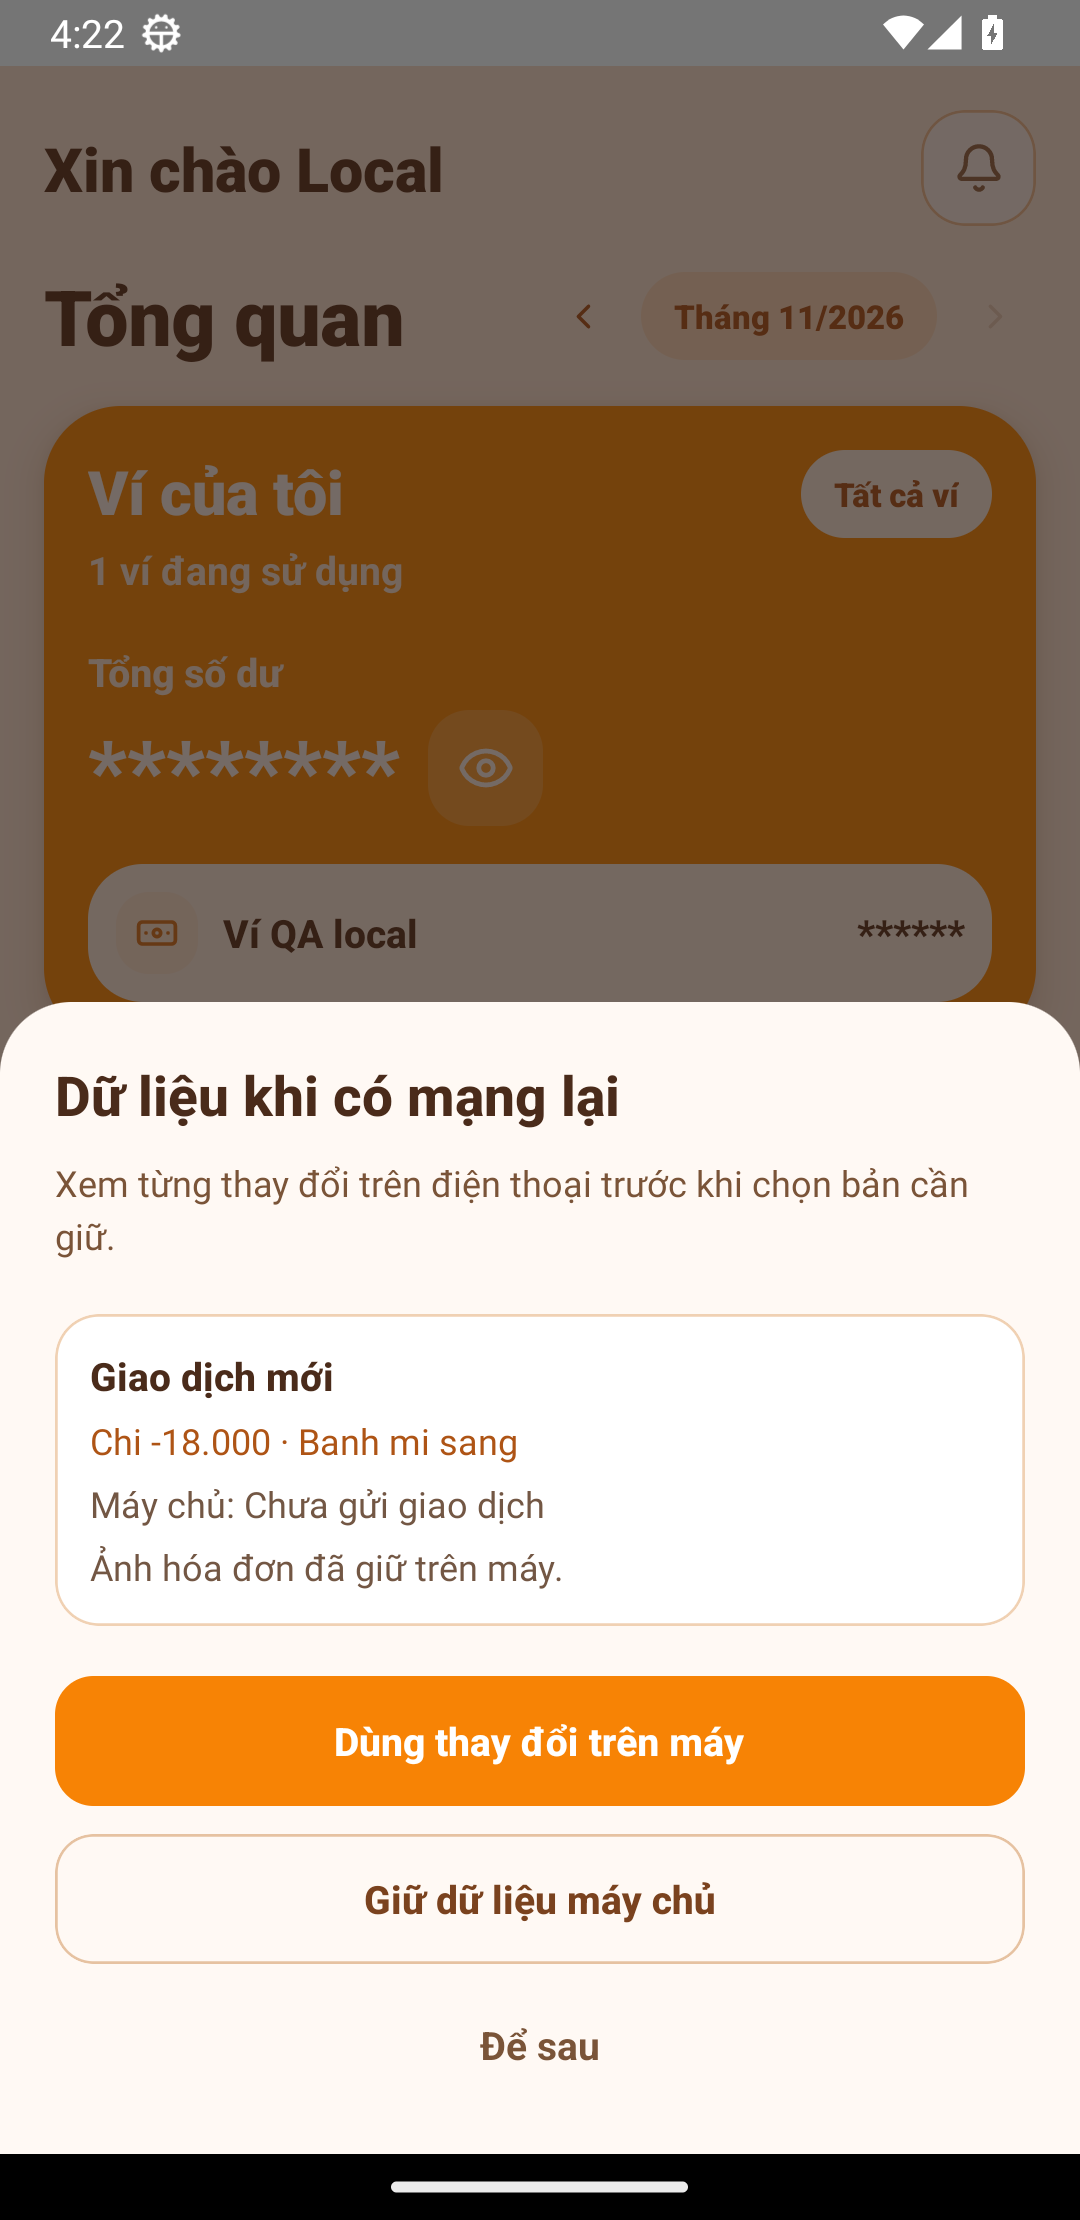 4:22
Xin chào Local
Tổng quan
Tháng 11/2026
Ví của tôi
Tất cả ví
1 ví đang sử dụng
Tổng số dư
********
Ví QA local
******
Dữ liệu khi có mạng lại
Xem từng thay đổi trên điện thoại trước khi chọn bản cần
giữ.
Giao dịch mới
Chi -18.000 · Banh mi sang
Máy chủ: Chưa gửi giao dịch
Ảnh hóa đơn đã giữ trên máy.
Dùng thay đổi trên máy
Giữ dữ liệu máy chủ
Để sau